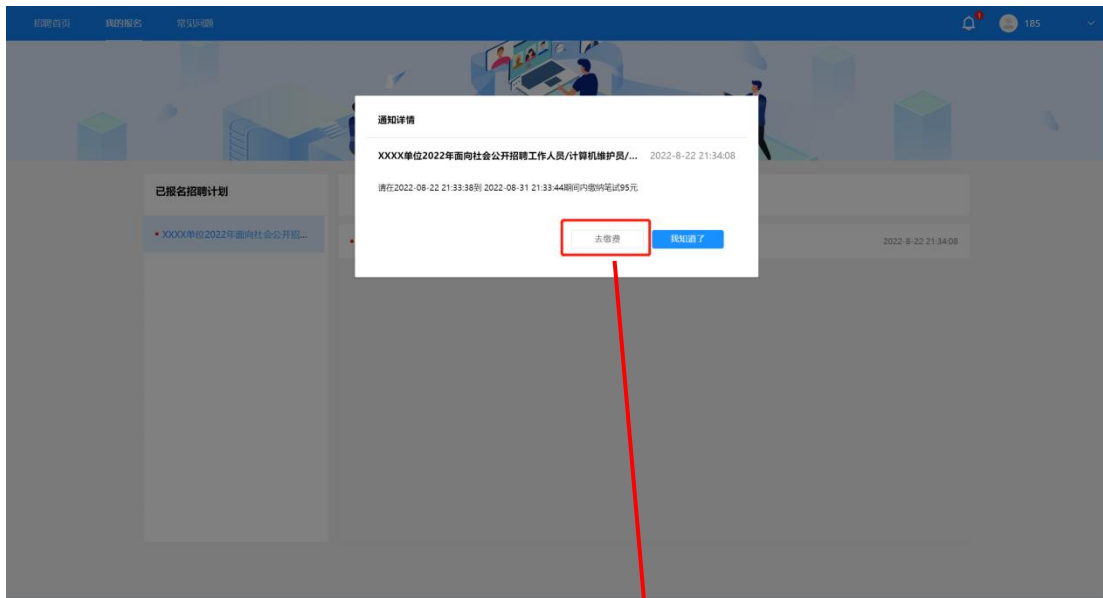 招聘首页 我的报名 常见问题 1 185
通知详情
XXXX单位2022年面向社会公开招聘工作人员/计算机维护员/... 2022-8-22 21:34:08
请在2022-08-22 21:33:38到 2022-08-31 21:33:44期间内缴纳笔试95元
去缴费 我知道了
已报名招聘计划
XXXX单位2022年面向社会公开招...
2022-8-22 21:34:08